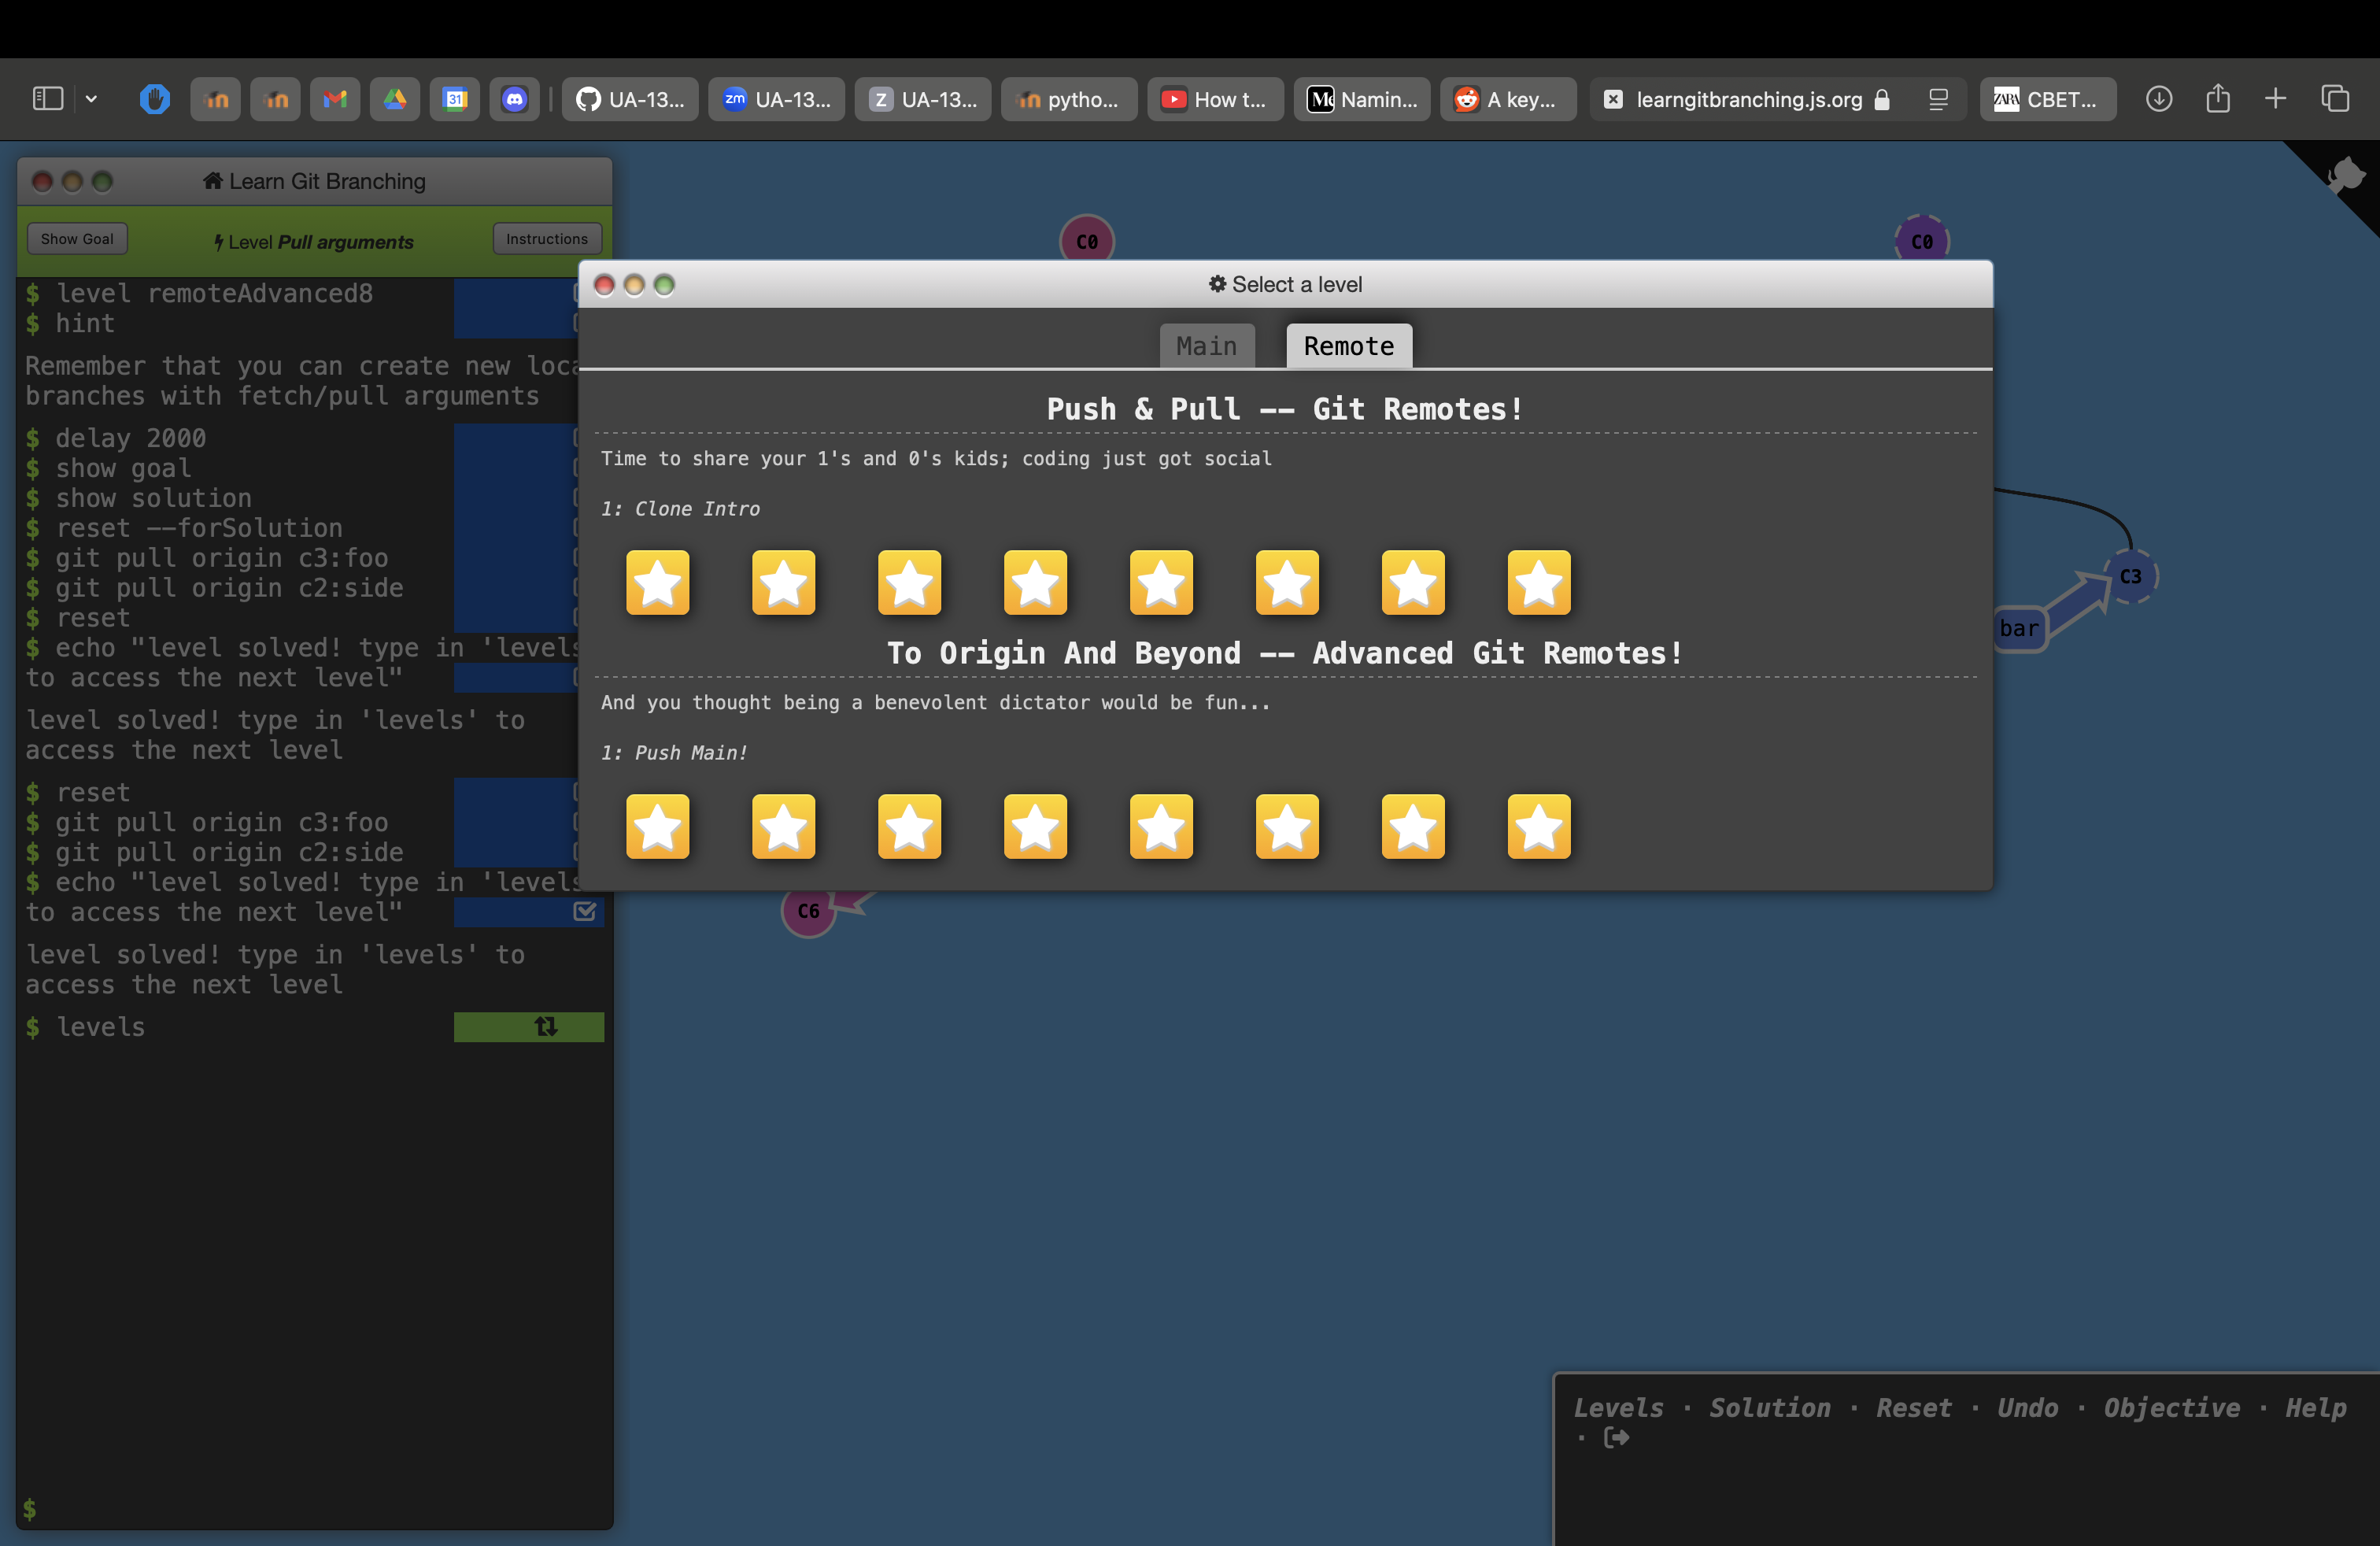 31
UA-13...
zm
UA-13...
Z
UA-13...
pytho...
How t...
Namin...
A key...
learngitbranching.js.org
ZARA
CBET...
Learn Git Branching
Show Goal
Level Pull arguments
Instructions
$ level remoteAdvanced8
$ hint
Remember that you can create new loca
branches with fetch/pull arguments
$ delay 2000
$ show goal
$ show solution
$ reset --forSolution
$ git pull origin c3:foo
$ git pull origin c2:side
$ reset
$ echo "level solved! type in 'levels
to access the next level"
level solved! type in 'levels' to
access the next level
$ reset
$ git pull origin c3:foo
$ git pull origin c2:side
$ echo "level solved! type in 'levels
to access the next level"
level solved! type in 'levels' to
access the next level
$ levels
$
C0
C0
Select a level
Main
Remote
Push & Pull -- Git Remotes!
Time to share your 1's and 0's kids; coding just got social
1: Clone Intro
To Origin And Beyond -- Advanced Git Remotes!
And you thought being a benevolent dictator would be fun...
1: Push Main!
C3
bar
C6
Levels · Solution · Reset · Undo · Objective · Help
·